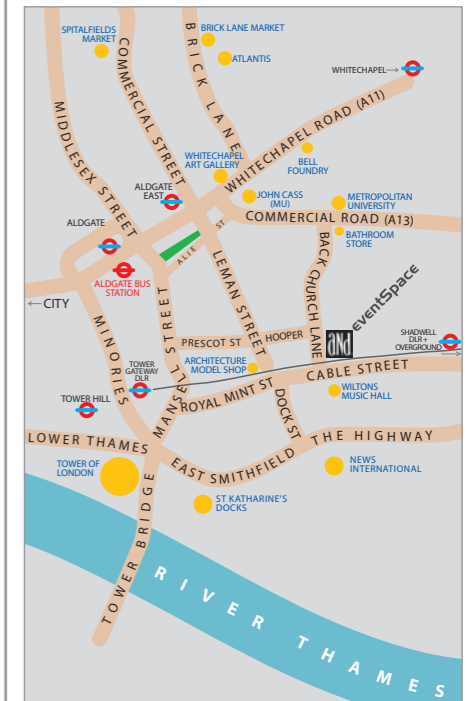 SPITALFIELDS
MARKET
BRICK LANE MARKET
ATLANTIS
COMMERCIAL STREET
BRICK LANE
WHITECHAPEL
MIDDLESEX STREET
WHITECHAPEL ROAD (A11)
WHITECHAPEL
ART GALLERY
BELL
FOUNDRY
ALDGATE
EAST
JOHN CASS
(MU)
METROPOLITAN
UNIVERSITY
COMMERCIAL ROAD (A13)
BATHROOM
STORE
ALDGATE
ALIE ST
ALDGATE BUS
STATION
BACK CHURCH LANE
LEMAN STREET
←CITY
MINORIES
MANSELL STREET
PRESCOT ST
HOOPER
and
eventSpace
SHADWELL
DLR +
OVERGROUND
TOWER
GATEWAY
DLR
ARCHITECTURE
MODEL SHOP
CABLE STREET
ROYAL MINT ST
WILTONS
MUSIC HALL
TOWER HILL
DOCK ST
LOWER THAMES
EAST SMITHFIELD
THE HIGHWAY
TOWER OF
LONDON
NEWS
INTERNATIONAL
ST KATHARINE'S
DOCKS
TOWER BRIDGE
RIVER THAMES